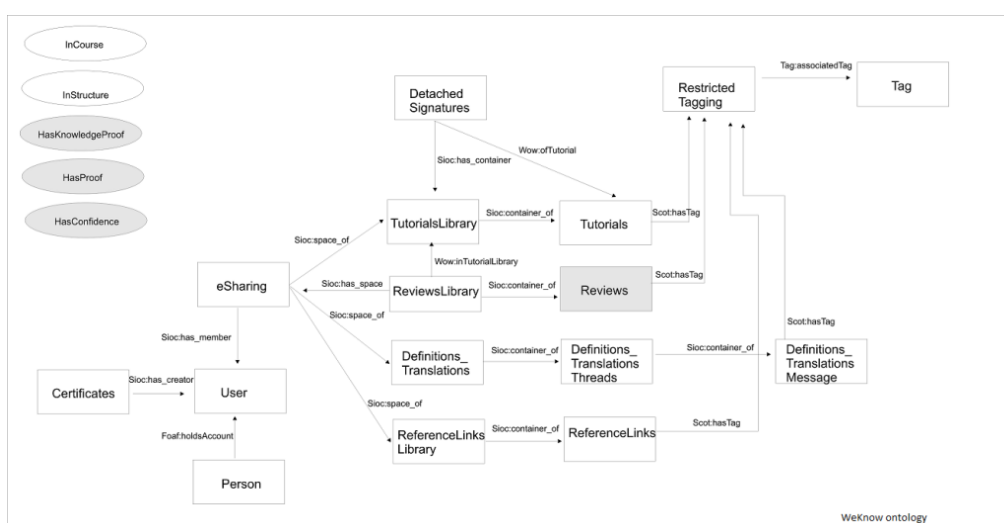 InCourse
InStructure
HasKnowledgeProof
HasProof
HasConfidence
Detached
Signatures
Restricted
Tagging
Tag:associatedTag
Tag
Sioc:has_container
Wow:ofTutorial
TutorialsLibrary
Sioc:container_of
Tutorials
Scot:hasTag
Sioc:space_of
Wow:inTutorialLibrary
eSharing
Sioc:has_space
ReviewsLibrary
Sioc:container_of
Reviews
Scot:hasTag
Sioc:space_of
Sioc:has_member
Definitions_
Translations
Sioc:container_of
Definitions_
Translations
Threads
Sioc:container_of
Scot:hasTag
Definitions_
Translations
Message
Certificates
Sioc:has_creator
User
Sioc:space_of
Foaf:holdsAccount
ReferenceLinks
Library
Sioc:container_of
ReferenceLinks
Scot:hasTag
Person
WeKnow ontology